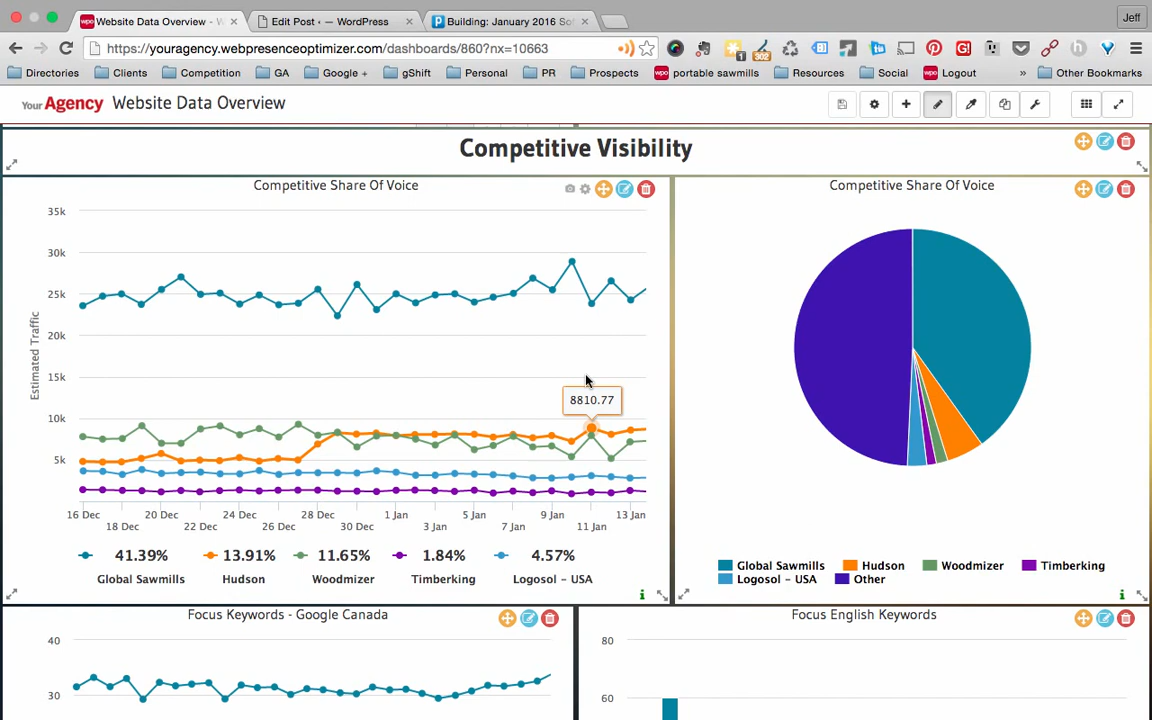 Website Data Overview - W
Edit Post ‹ — WordPress
Building: January 2016 So
Jeff
https://youragency.webpresenceoptimizer.com/dashboards/860?nx=10663
Directories
Clients
Competition
GA
Google +
gShift
Personal
PR
Prospects
wpo portable sawmills
Resources
Social
wpo Logout
»
Other Bookmarks
Your Agency Website Data Overview
Competitive Visibility
Competitive Share Of Voice
Estimated Traffic
35k
30k
25k
20k
15k
10k
5k
8810.77
16 Dec
18 Dec
20 Dec
22 Dec
24 Dec
26 Dec
28 Dec
30 Dec
1 Jan
3 Jan
5 Jan
7 Jan
9 Jan
11 Jan
13 Jan
41.39% 13.91% 11.65% 1.84% 4.57%
Global Sawmills Hudson Woodmizer Timberking Logosol - USA
Competitive Share Of Voice
Global Sawmills Hudson Woodmizer Timberking
Logosol - USA Other
Focus Keywords - Google Canada
40
30
Focus English Keywords
80
60